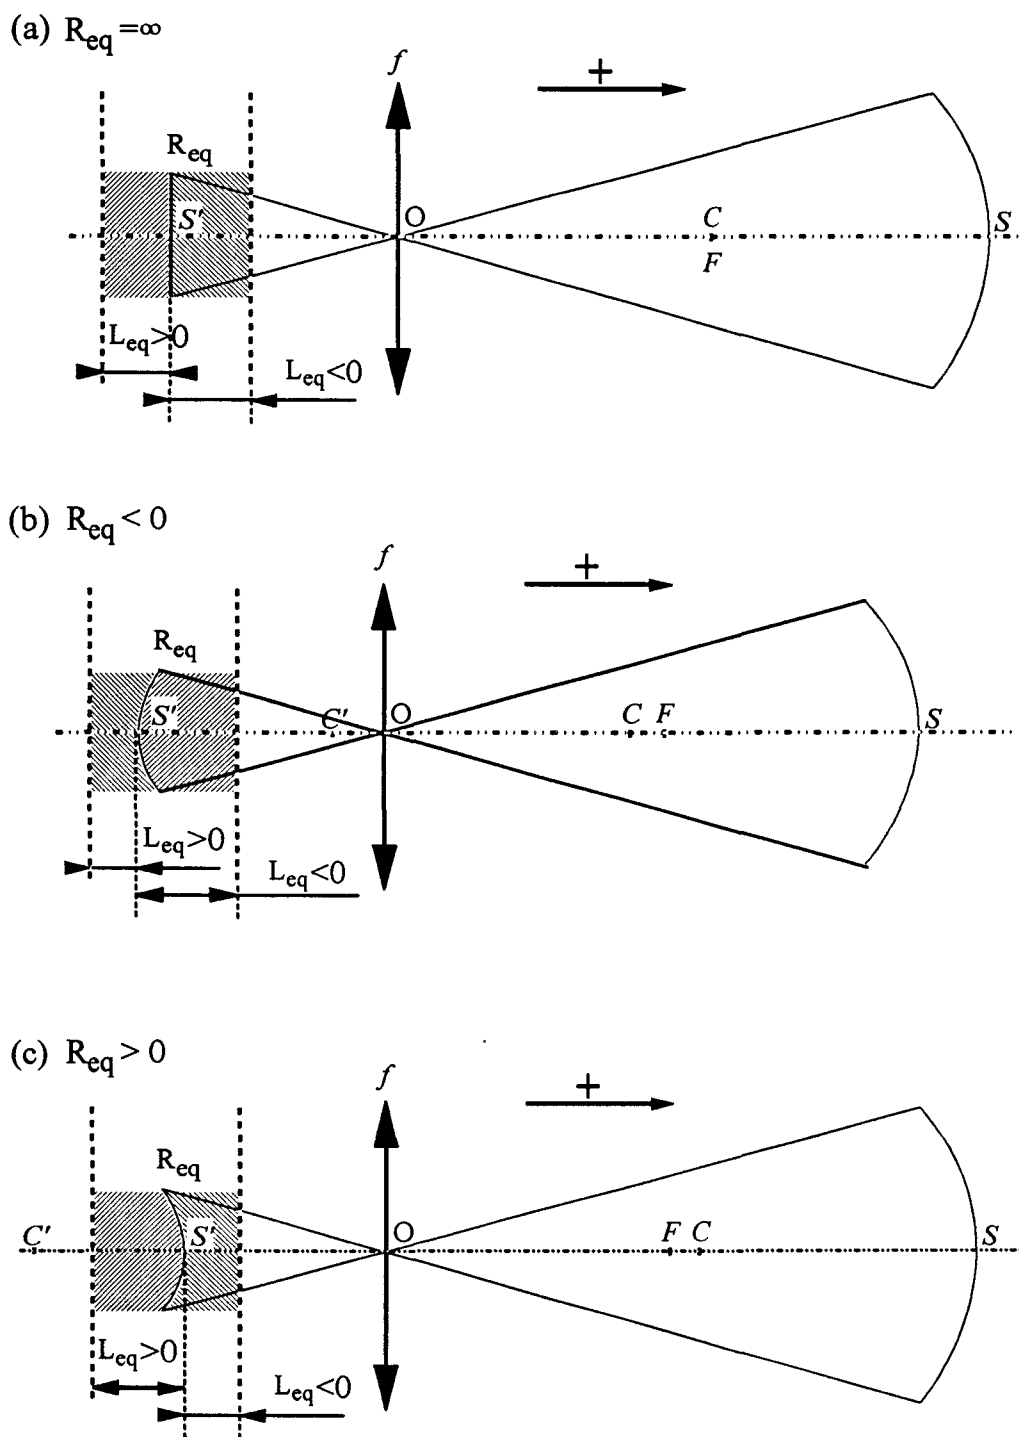 (a) R_eq =∞
f
+
R_eq
S' O C S
F
L_eq>0
L_eq<0
(b) R_eq < 0
f
+
R_eq
S' C' O C F S
L_eq>0
L_eq<0
(c) R_eq > 0
f
+
R_eq
C' S' O F C S
L_eq>0
L_eq<0